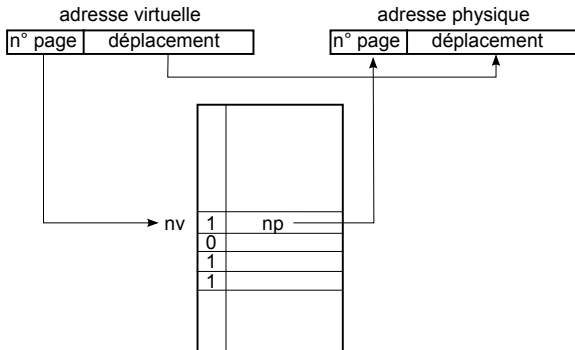 adresse virtuelle
adresse physique
n° page déplacement
n° page déplacement
nv 1 np
0
1
1